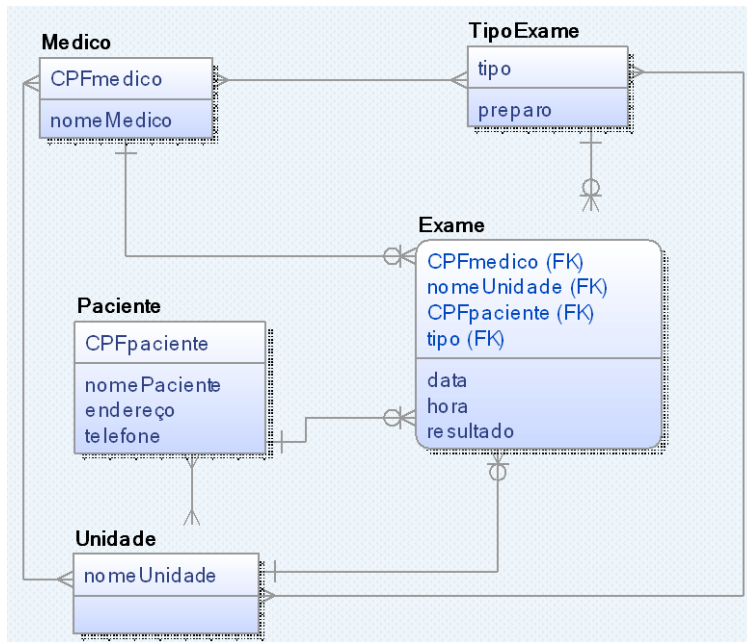 Medico
CPFmedico
nomeMedico
TipoExame
tipo
preparo
Exame
CPFmedico (FK)
nomeUnidade (FK)
CPFpaciente (FK)
tipo (FK)
data
hora
resultado
Paciente
CPFpaciente
nomePaciente
endereço
telefone
Unidade
nomeUnidade